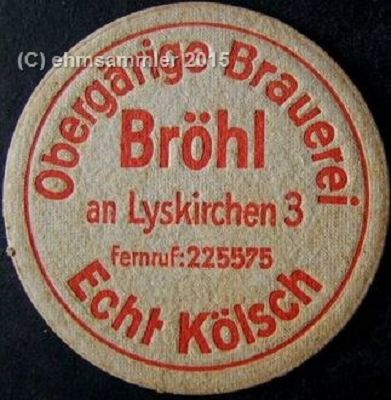 (C) ehmsammler 2015
Obergärige Brauerei
Bröhl
an Lyskirchen 3
Fernruf: 225575
Echt Kölsch